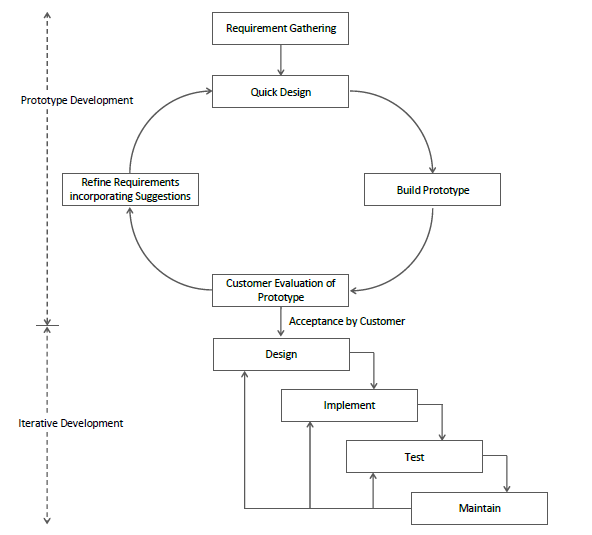 Requirement Gathering
Quick Design
Prototype Development
Refine Requirements
incorporating Suggestions
Build Prototype
Customer Evaluation of
Prototype
Acceptance by Customer
Design
Implement
Iterative Development
Test
Maintain